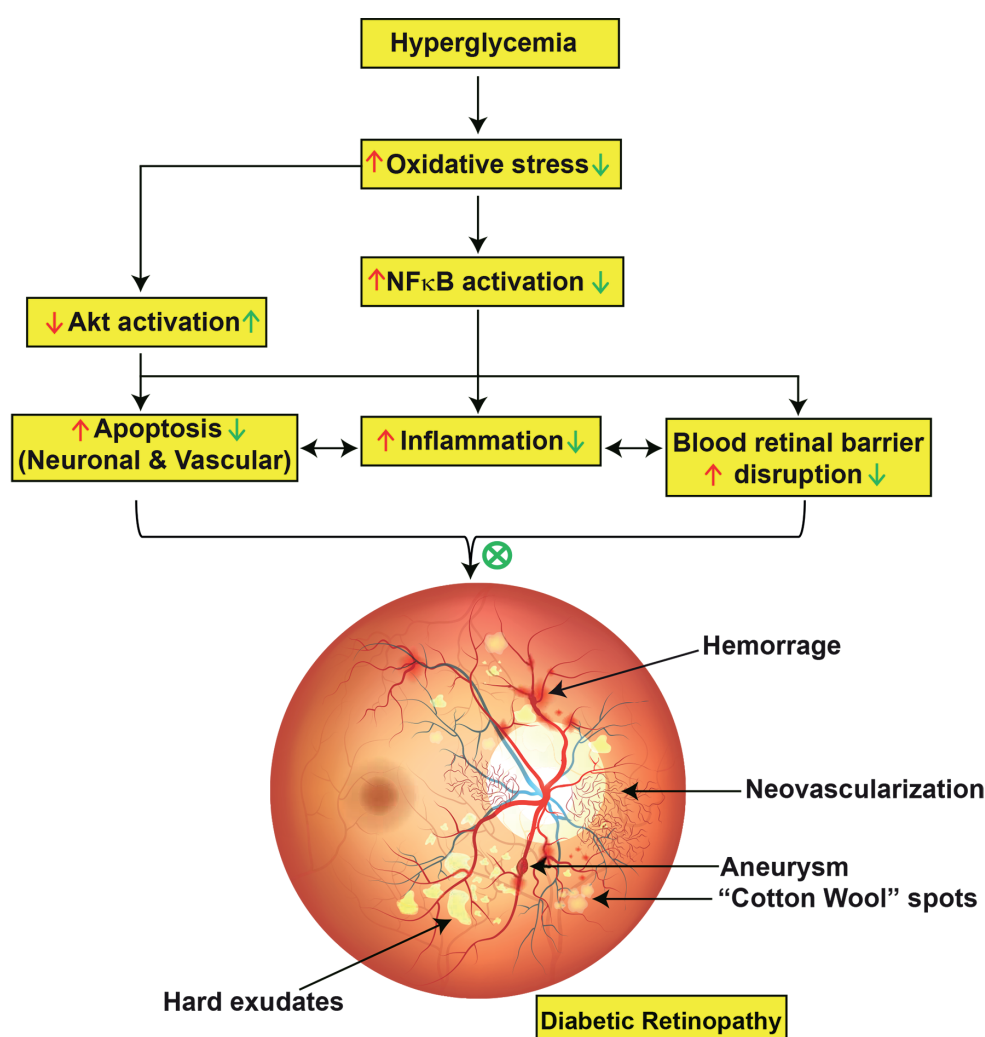 Hyperglycemia
↑Oxidative stress↓
↑NFκB activation ↓
↓Akt activation↑
↑Apoptosis↓
(Neuronal & Vascular)
↑Inflammation↓
Blood retinal barrier
↑ disruption ↓
Hemorrage
Neovascularization
Aneurysm
“Cotton Wool” spots
Hard exudates
Diabetic Retinopathy